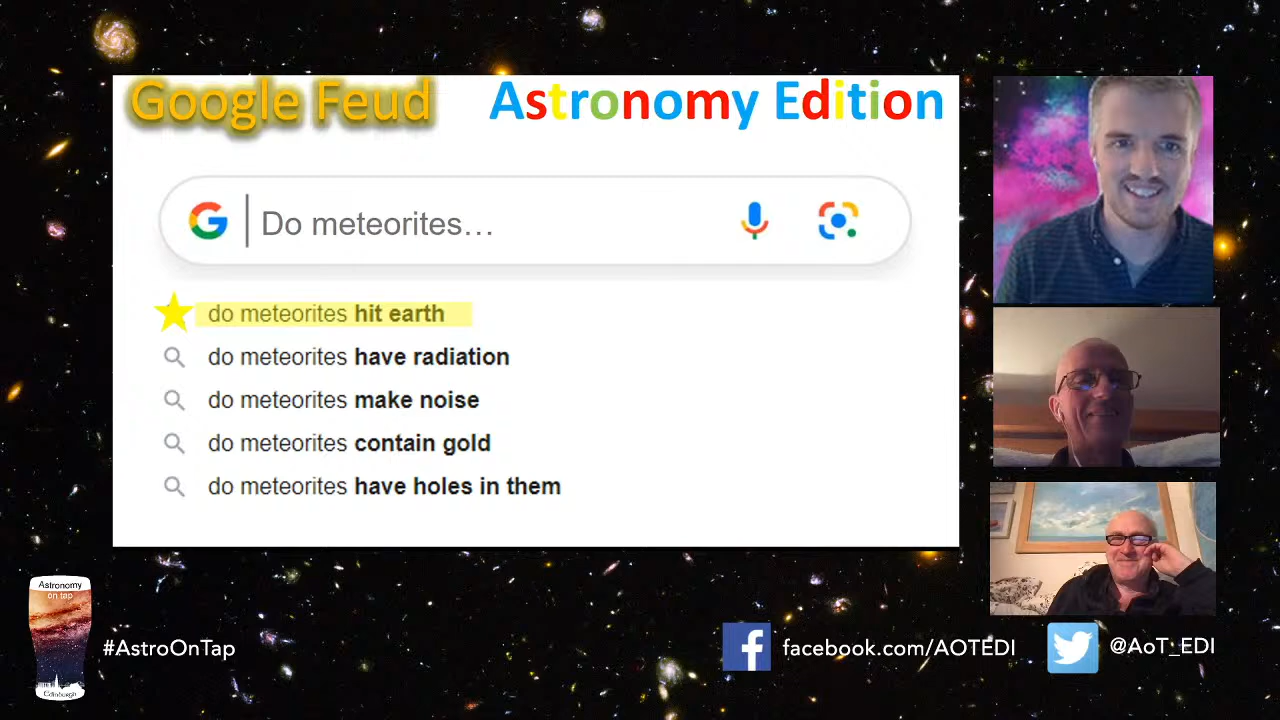 Google Feud Astronomy Edition
G Do meteorites…
do meteorites hit earth
do meteorites have radiation
do meteorites make noise
do meteorites contain gold
do meteorites have holes in them
Astronomy
on tap
Edinburgh
#AstroOnTap
f facebook.com/AOTEDI
@AoT_EDI